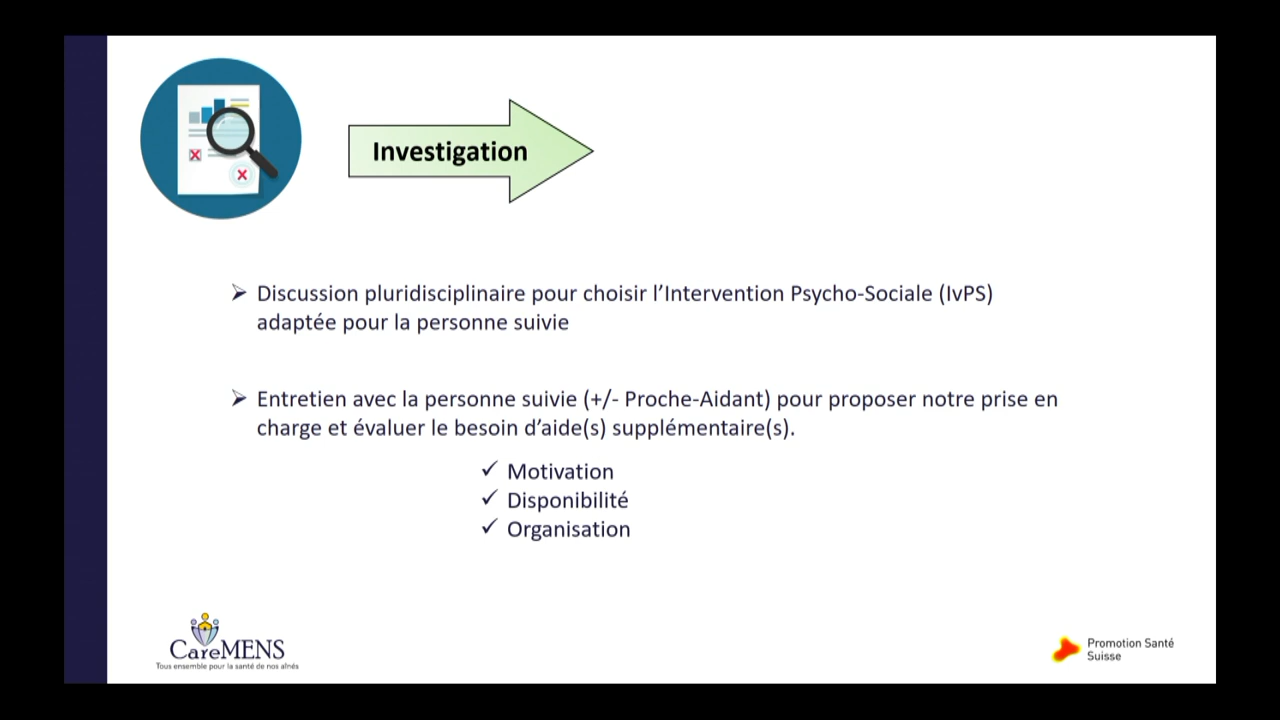 Investigation
➢ Discussion pluridisciplinaire pour choisir l’Intervention Psycho-Sociale (IvPS)
adaptée pour la personne suivie
➢ Entretien avec la personne suivie (+/- Proche-Aidant) pour proposer notre prise en
charge et évaluer le besoin d’aide(s) supplémentaire(s).
✓ Motivation
✓ Disponibilité
✓ Organisation
CareMENS
Tous ensemble pour la santé de nos aînés
Promotion Santé
Suisse